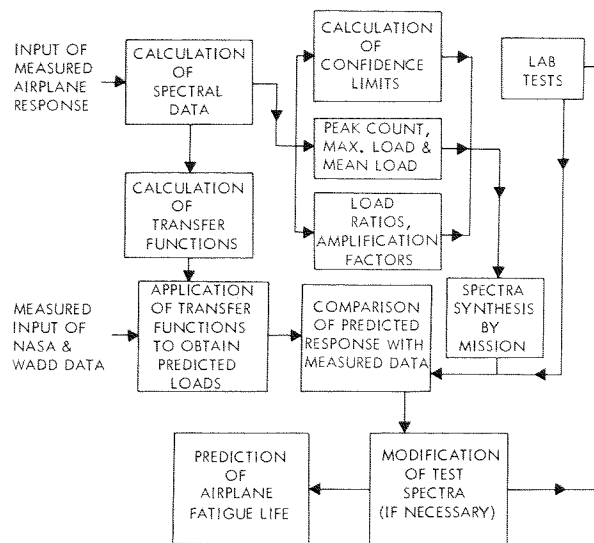 INPUT OF
MEASURED
AIRPLANE
RESPONSE
CALCULATION
OF
SPECTRAL
DATA
CALCULATION
OF
CONFIDENCE
LIMITS
LAB
TESTS
PEAK COUNT,
MAX. LOAD &
MEAN LOAD
CALCULATION
OF
TRANSFER
FUNCTIONS
LOAD
RATIOS,
AMPLIFICATION
FACTORS
MEASURED
INPUT OF
NASA &
WADD DATA
APPLICATION
OF TRANSFER
FUNCTIONS
TO OBTAIN
PREDICTED
LOADS
COMPARISON
OF PREDICTED
RESPONSE WITH
MEASURED DATA
SPECTRA
SYNTHESIS
BY
MISSION
PREDICTION
OF
AIRPLANE
FATIGUE LIFE
MODIFICATION
OF TEST
SPECTRA
(IF NECESSARY)